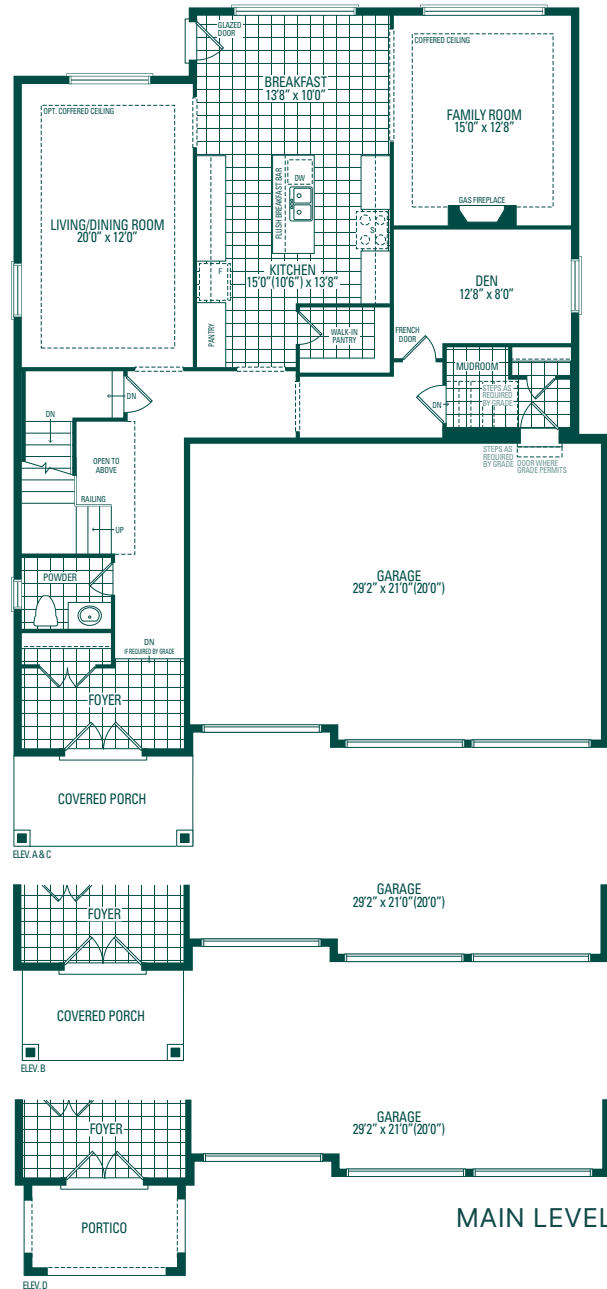 GLAZED
DOOR
COFFERED CEILING
BREAKFAST
13'8" x 10'0"
OPT. COFFERED CEILING
FAMILY ROOM
15'0" x 12'8"
DW
FLUSH BREAKFAST BAR
GAS FIREPLACE
LIVING/DINING ROOM
20'0" x 12'0"
S
F
KITCHEN
15'0"(10'6") x 13'8"
DEN
12'8" x 8'0"
PANTRY
WALK-IN
PANTRY
FRENCH
DOOR
MUDROOM
DN
STEPS AS
REQUIRED
BY GRADE
DN
DN
OPEN TO
ABOVE
STEPS AS
REQUIRED
BY GRADE
DOOR WHERE
GRADE PERMITS
RAILING
UP
POWDER
GARAGE
29'2" x 21'0"(20'0")
DN
IF REQUIRED BY GRADE
FOYER
COVERED PORCH
ELEV. A & C
GARAGE
29'2" x 21'0"(20'0")
FOYER
COVERED PORCH
ELEV. B
GARAGE
29'2" x 21'0"(20'0")
FOYER
PORTICO
MAIN LEVEL
ELEV. D